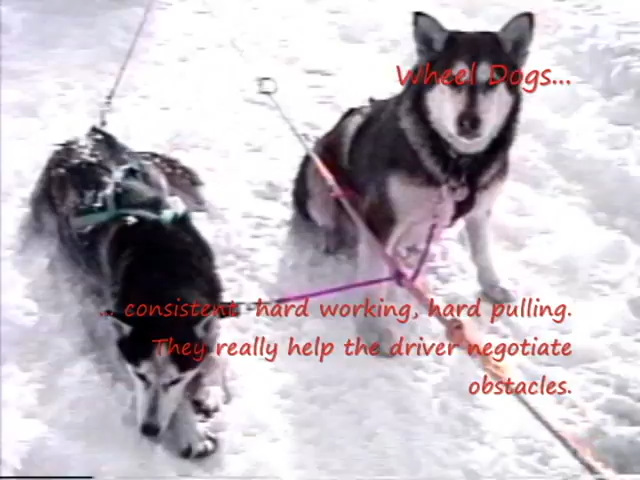 Wheel Dogs...
... consistent, hard working, hard pulling.
They really help the driver negotiate
obstacles.